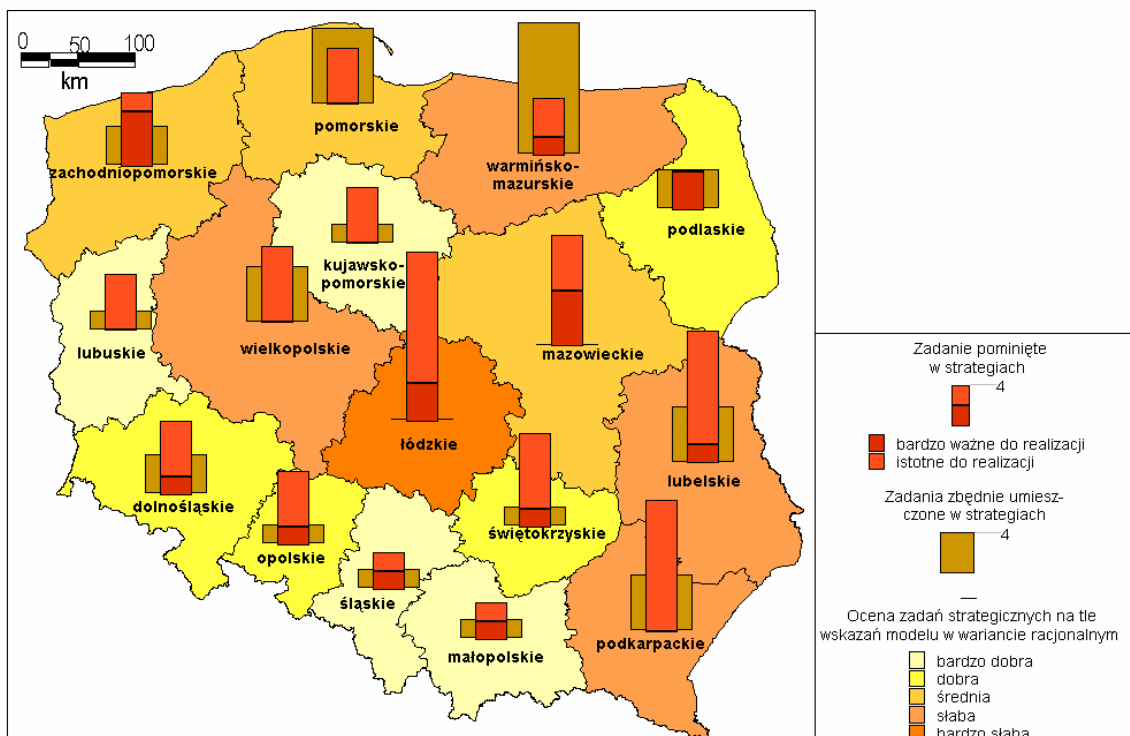 0 50 100
km
pomorskie
zachodniopomorskie
warmińsko-
mazurskie
podlaskie
kujawsko-
pomorskie
lubuskie
wielkopolskie
mazowieckie
łódzkie
lubelskie
dolnośląskie
opolskie
świętokrzyskie
śląskie
małopolskie
podkarpackie
Zadanie pominięte
w strategiach
4
bardzo ważne do realizacji
istotne do realizacji
Zadania zbędnie umiesz-
czone w strategiach
4
Ocena zadań strategicznych na tle
wskazań modelu w wariancie racjonalnym
bardzo dobra
dobra
średnia
słaba
bardzo słaba